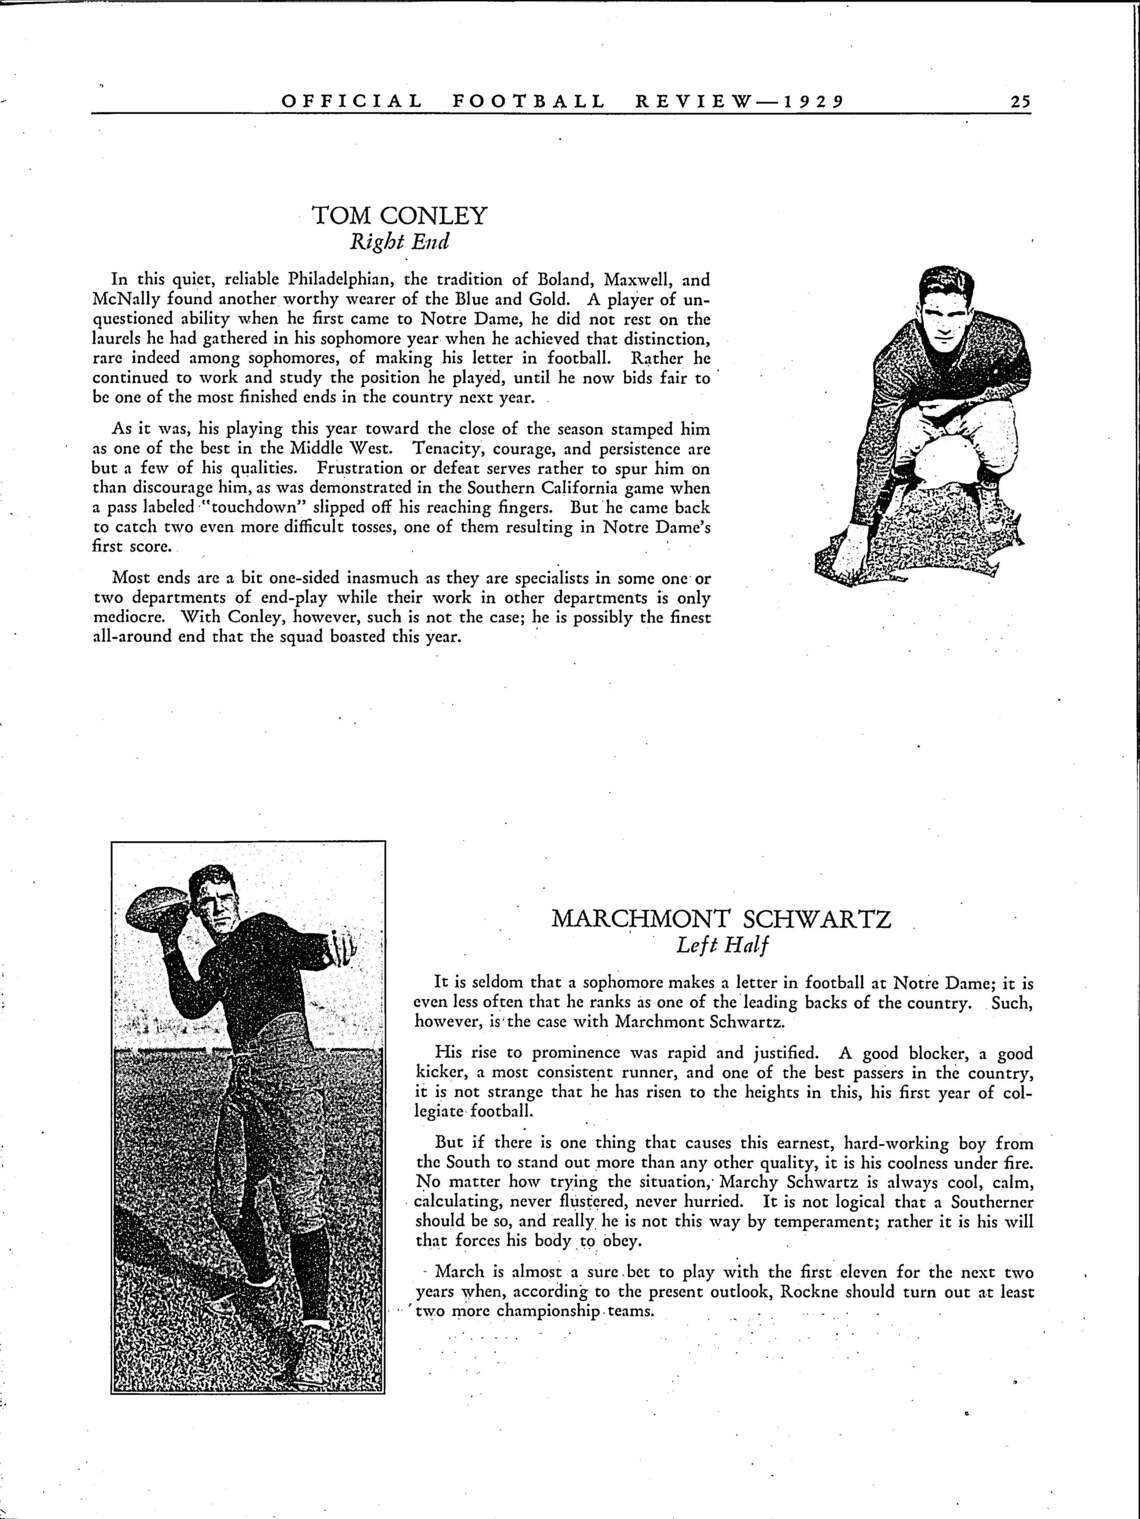 OFFICIAL FOOTBALL REVIEW—1929 25
TOM CONLEY
Right End
In this quiet, reliable Philadelphian, the tradition of Boland, Maxwell, and
McNally found another worthy wearer of the Blue and Gold. A player of un-
questioned ability when he first came to Notre Dame, he did not rest on the
laurels he had gathered in his sophomore year when he achieved that distinction,
rare indeed among sophomores, of making his letter in football. Rather he
continued to work and study the position he played, until he now bids fair to
be one of the most finished ends in the country next year.
As it was, his playing this year toward the close of the season stamped him
as one of the best in the Middle West. Tenacity, courage, and persistence are
but a few of his qualities. Frustration or defeat serves rather to spur him on
than discourage him, as was demonstrated in the Southern California game when
a pass labeled "touchdown" slipped off his reaching fingers. But he came back
to catch two even more difficult tosses, one of them resulting in Notre Dame's
first score.
Most ends are a bit one-sided inasmuch as they are specialists in some one or
two departments of end-play while their work in other departments is only
mediocre. With Conley, however, such is not the case; he is possibly the finest
all-around end that the squad boasted this year.
MARCHMONT SCHWARTZ
Left Half
It is seldom that a sophomore makes a letter in football at Notre Dame; it is
even less often that he ranks as one of the leading backs of the country. Such,
however, is the case with Marchmont Schwartz.
His rise to prominence was rapid and justified. A good blocker, a good
kicker, a most consistent runner, and one of the best passers in the country,
it is not strange that he has risen to the heights in this, his first year of col-
legiate football.
But if there is one thing that causes this earnest, hard-working boy from
the South to stand out more than any other quality, it is his coolness under fire.
No matter how trying the situation, Marchy Schwartz is always cool, calm,
calculating, never flustered, never hurried. It is not logical that a Southerner
should be so, and really he is not this way by temperament; rather it is his will
that forces his body to obey.
March is almost a sure bet to play with the first eleven for the next two
years when, according to the present outlook, Rockne should turn out at least
two more championship teams.